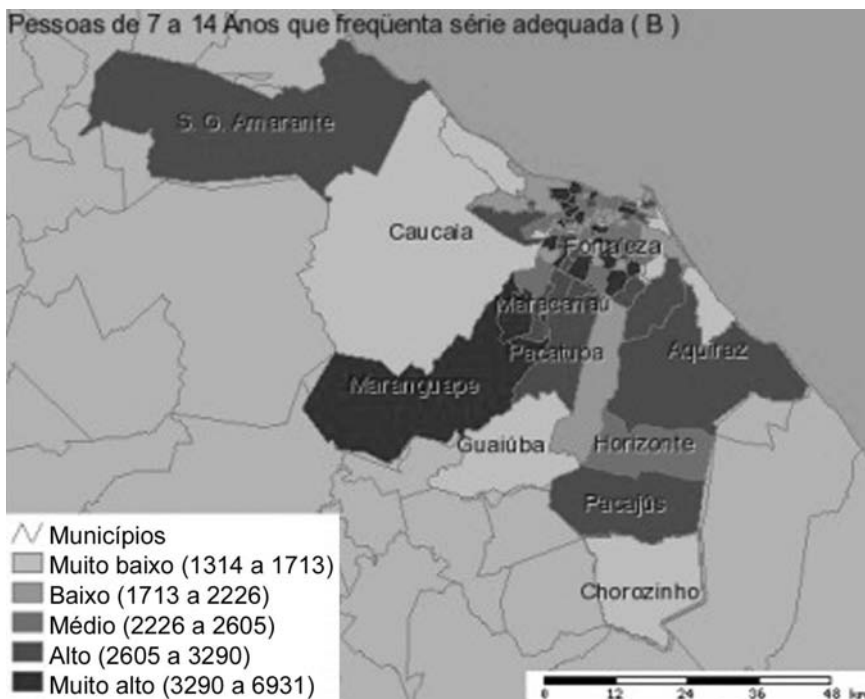 Pessoas de 7 a 14 Anos que freqüenta série adequada ( B )
S. G. Amarante
Caucaia
Fortaleza
Maracanaú
Pacatuba
Aquiraz
Maranguape
Guaiúba
Horizonte
Pacajús
Chorozinho
Municípios
Muito baixo (1314 a 1713)
Baixo (1713 a 2226)
Médio (2226 a 2605)
Alto (2605 a 3290)
Muito alto (3290 a 6931)
0 12 24 36 48 km